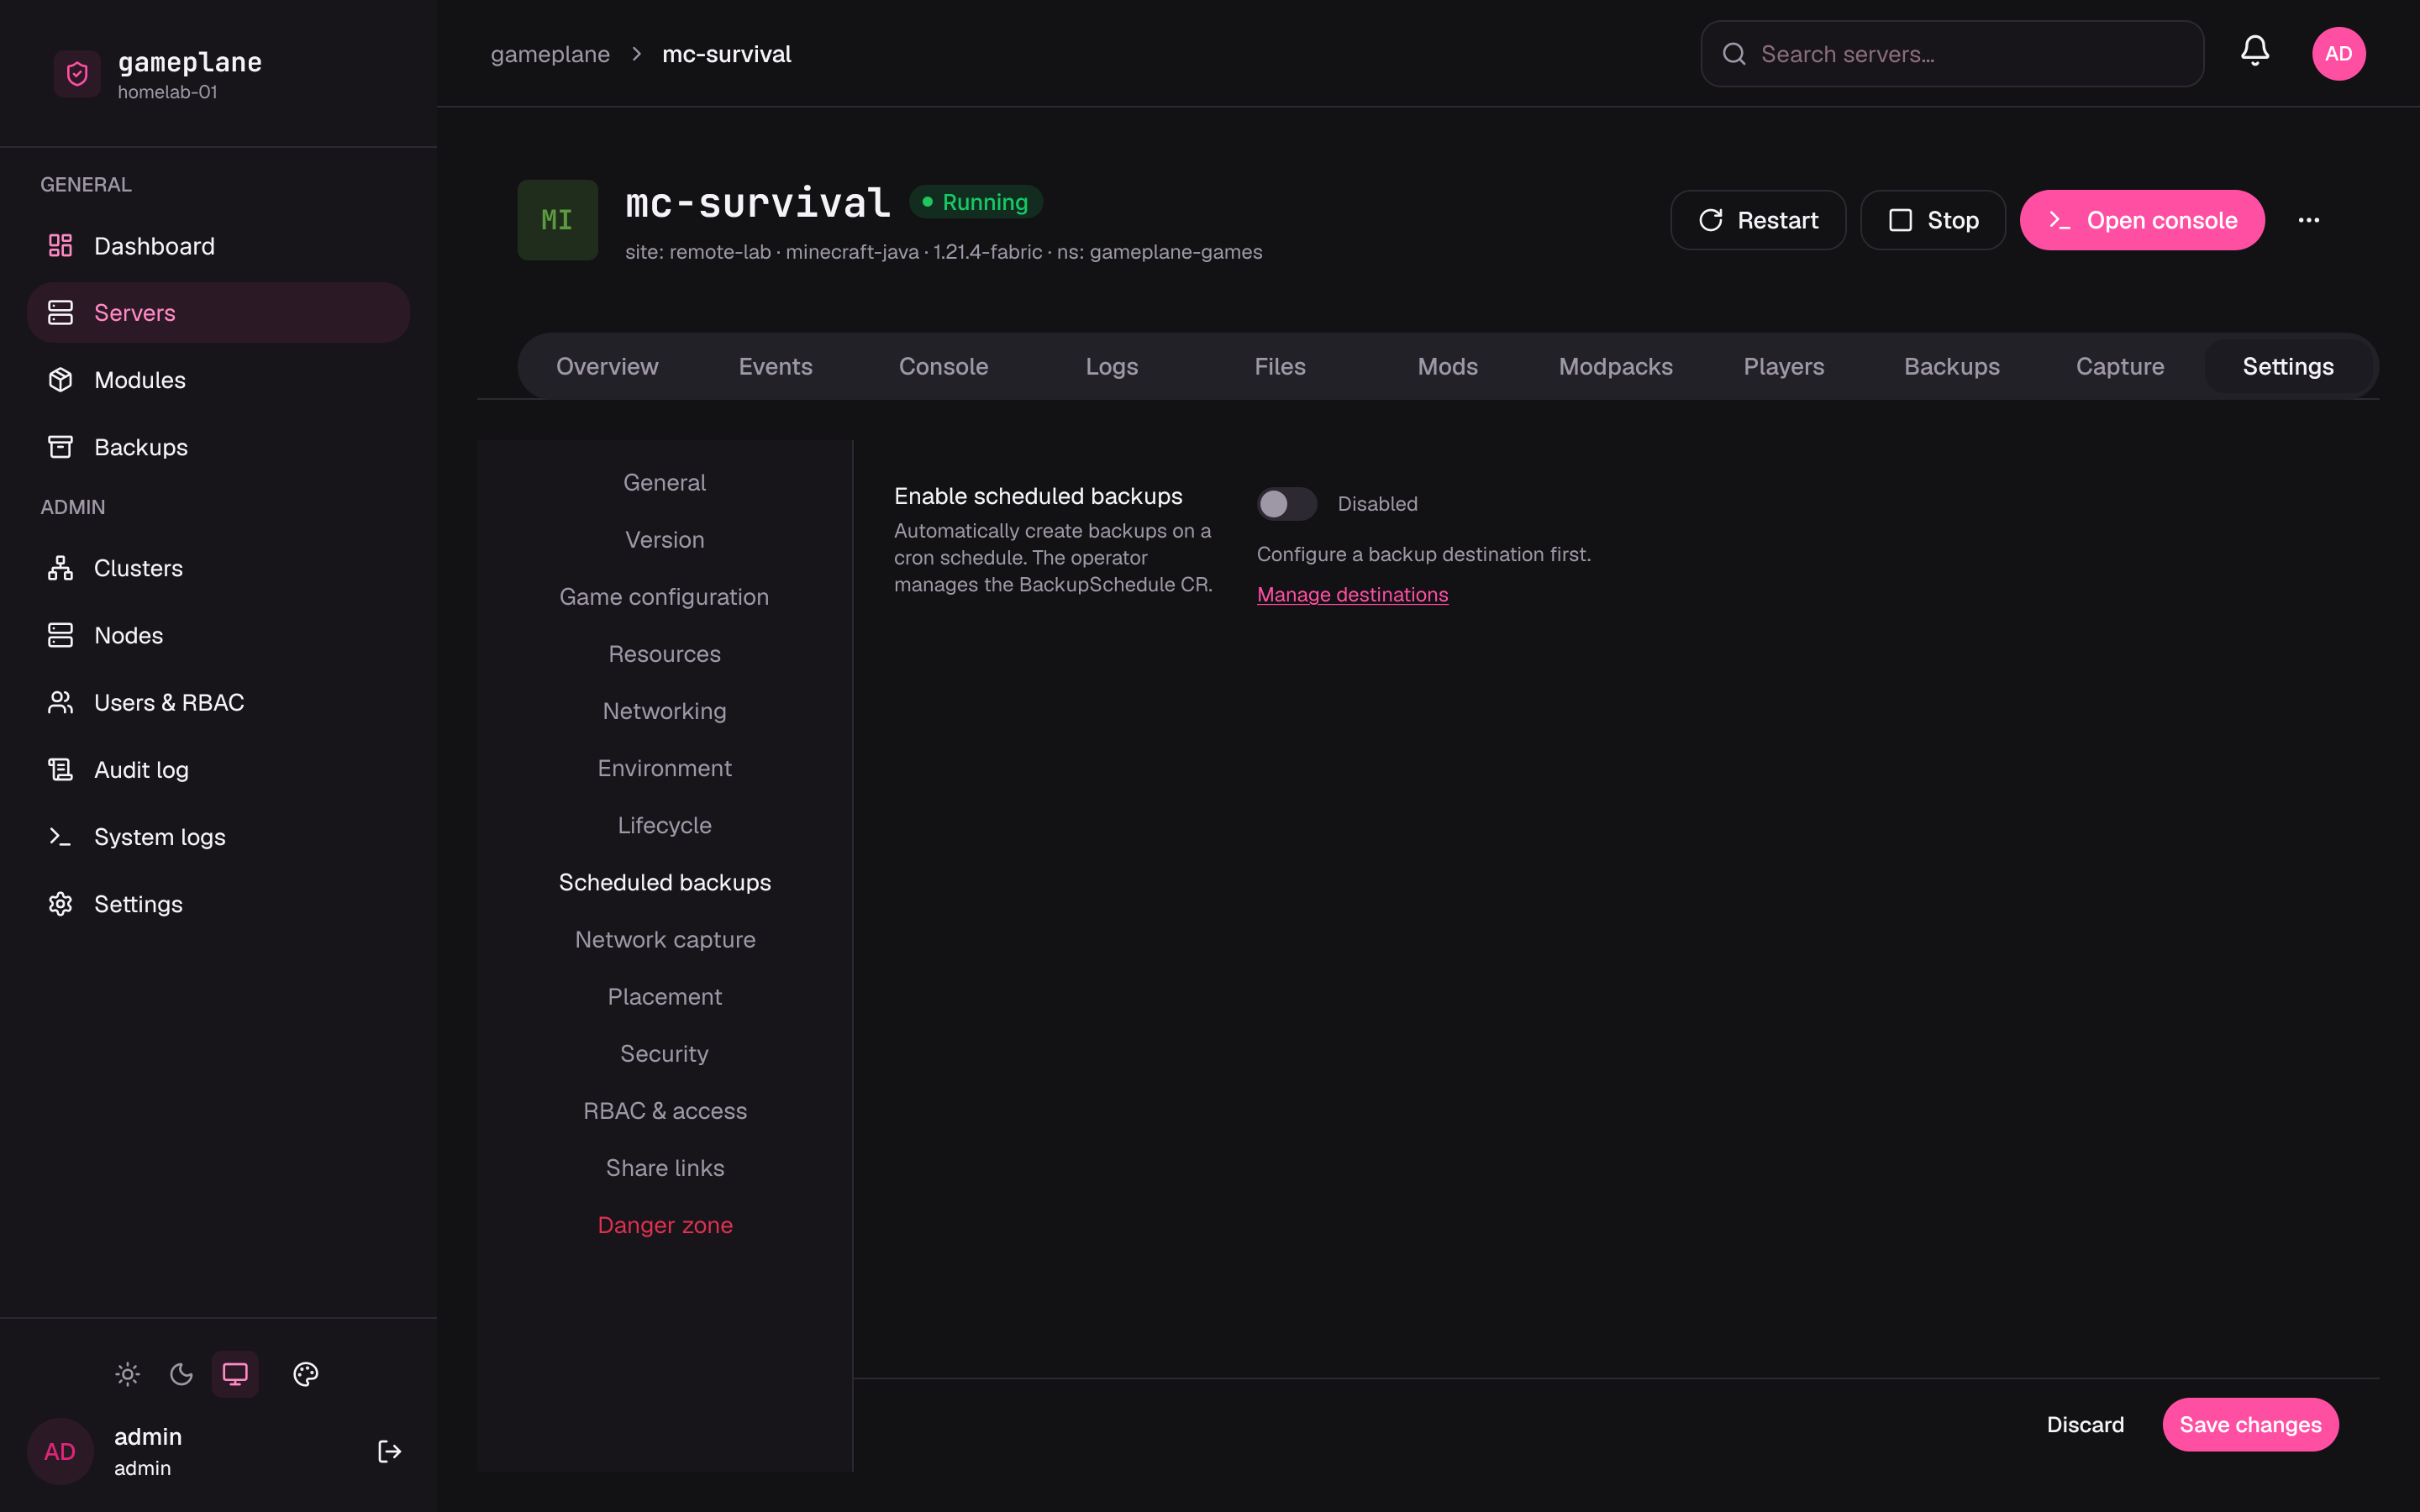 gameplane
homelab-01
GENERAL
Dashboard
Servers
Modules
Backups
ADMIN
Clusters
Nodes
Users & RBAC
Audit log
System logs
Settings
AD
admin
admin
gameplane
mc-survival
Search servers...
AD
MI
mc-survival
Running
site: remote-lab · minecraft-java · 1.21.4-fabric · ns: gameplane-games
Restart
Stop
Open console
Overview
Events
Console
Logs
Files
Mods
Modpacks
Players
Backups
Capture
Settings
General
Version
Game configuration
Resources
Networking
Environment
Lifecycle
Scheduled backups
Network capture
Placement
Security
RBAC & access
Share links
Danger zone
Enable scheduled backups
Automatically create backups on a
cron schedule. The operator
manages the BackupSchedule CR.
Disabled
Configure a backup destination first.
Manage destinations
Discard
Save changes